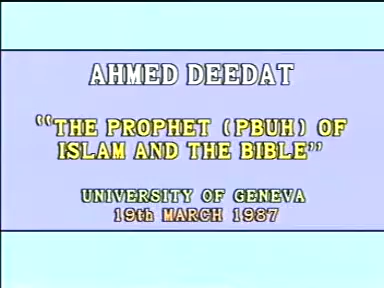 AHMED DEEDAT
“THE PROPHET (PBUH) OF
ISLAM AND THE BIBLE”
UNIVERSITY OF GENEVA
19th MARCH 1987